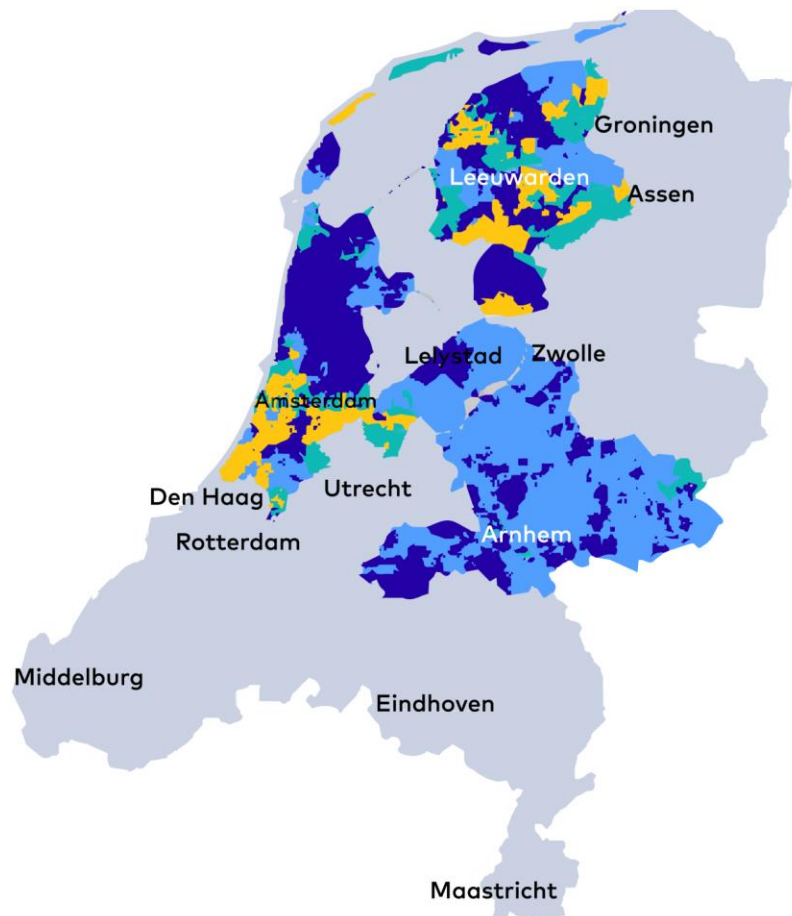 Groningen
Leeuwarden
Assen
Lelystad
Zwolle
Amsterdam
Utrecht
Den Haag
Arnhem
Rotterdam
Middelburg
Eindhoven
Maastricht